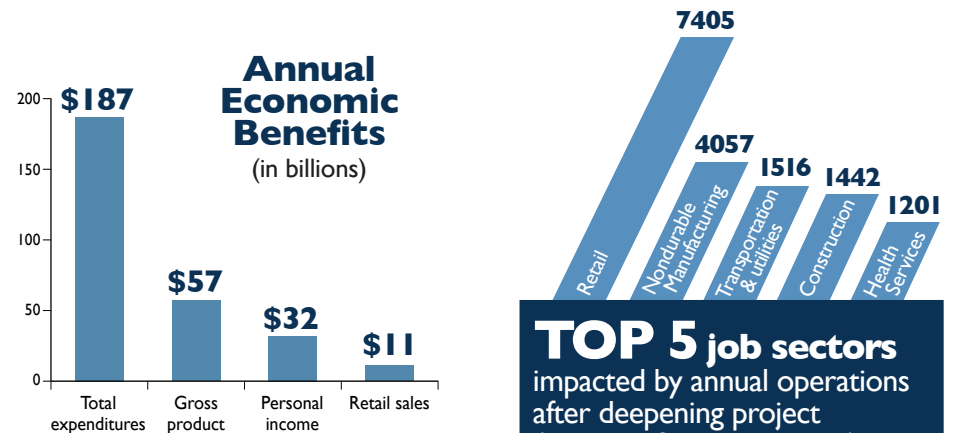 Annual
Economic
Benefits
(in billions)
200
150
100
50
0
$187
$57
$32
$11
Total
expenditures
Gross
product
Personal
income
Retail sales
7405
4057
1516
1442
1201
Retail
Nondurable
Manufacturing
Transportation
& utilities
Construction
Health
Services
TOP 5 job sectors
impacted by annual operations
after deepening project